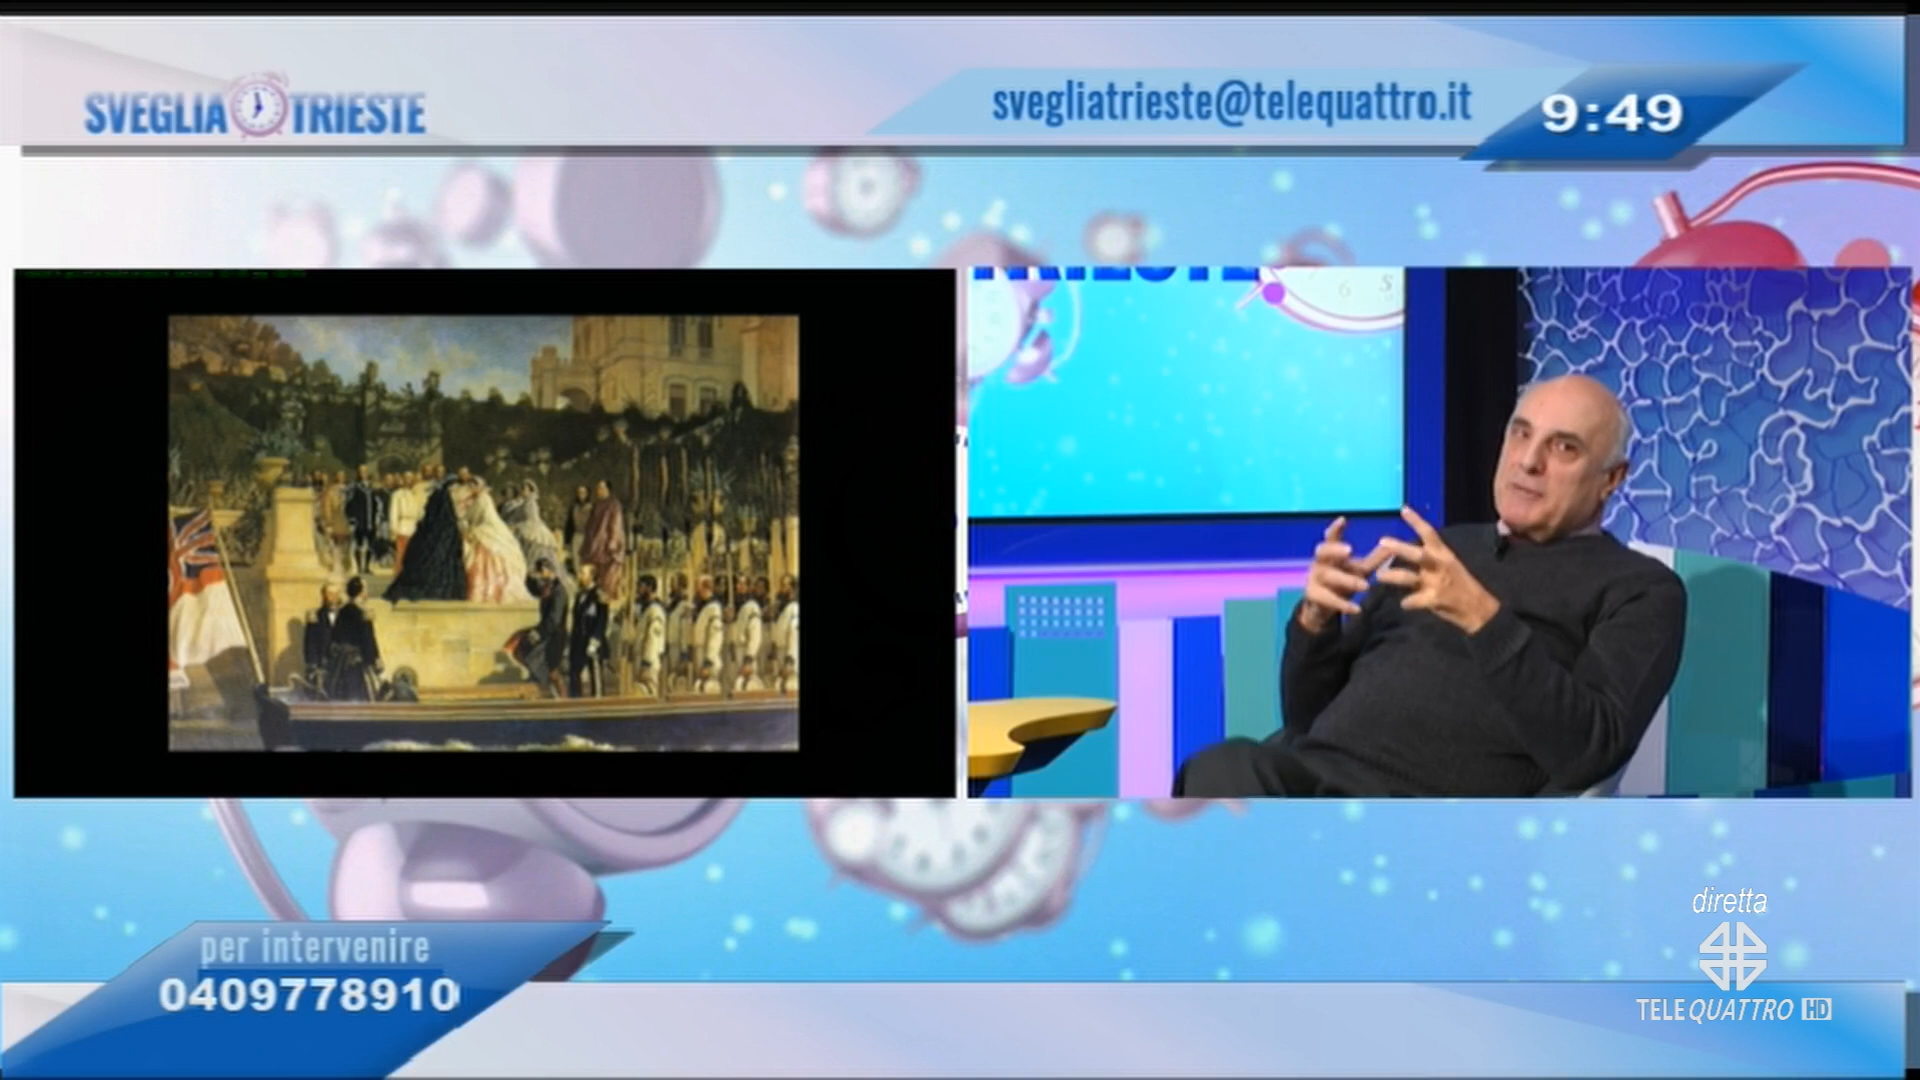 SVEGLIA TRIESTE
svegliatrieste@telequattro.it
9:49
per intervenire
0409778910
diretta
TELEQUATTRO HD